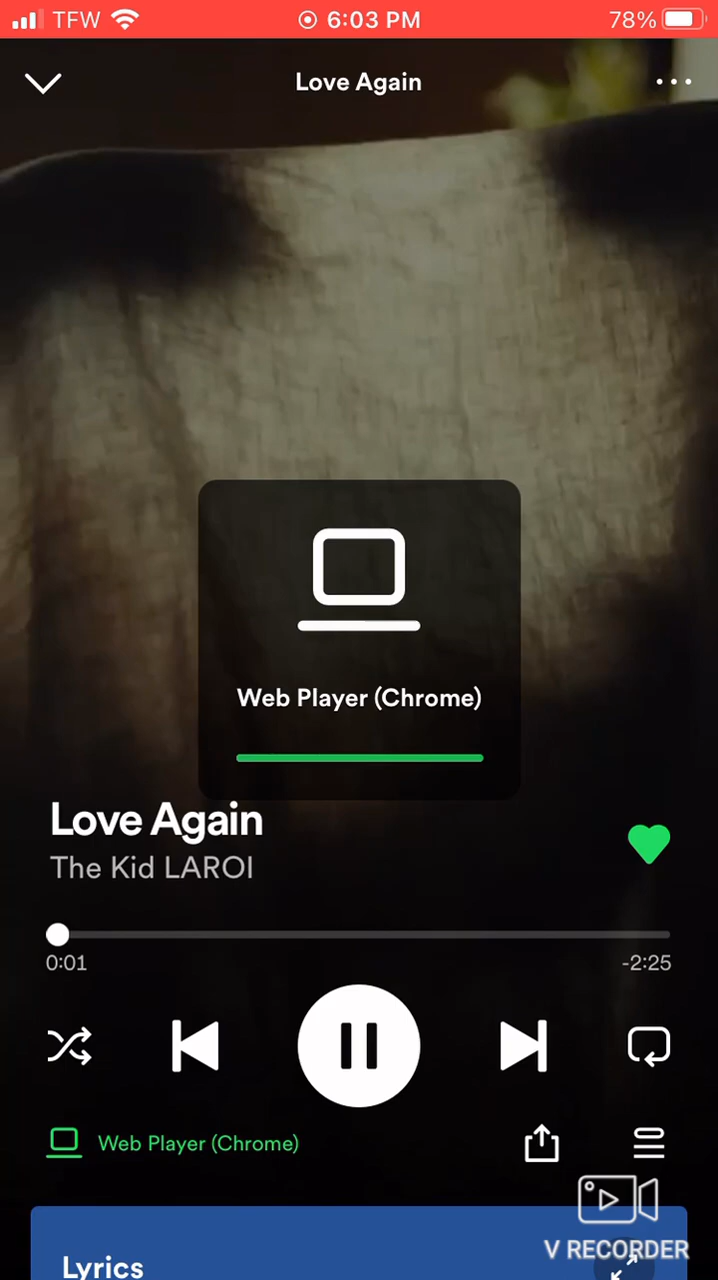 TFW 6:03 PM 78%
Love Again
Web Player (Chrome)
Love Again
The Kid LAROI
0:01 -2:25
Web Player (Chrome)
V RECORDER
Lyrics